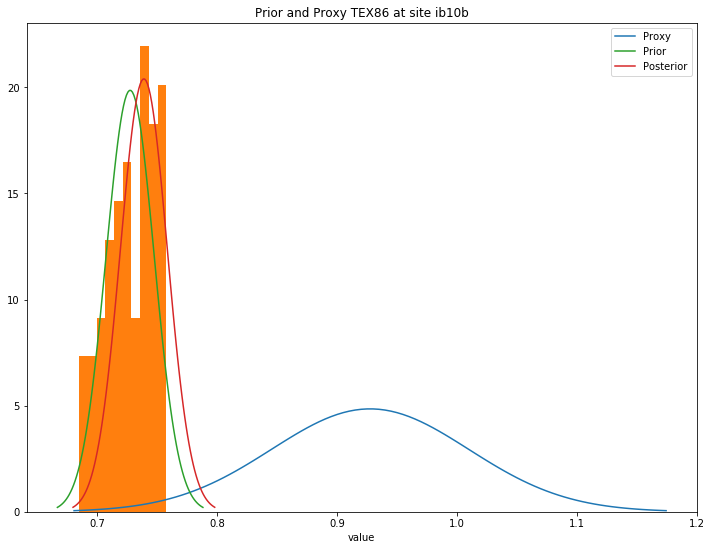 Prior and Proxy TEX86 at site ib10b
Proxy
Prior
Posterior
20
15
10
5
0
0.7 0.8 0.9 1.0 1.1 1.2
value